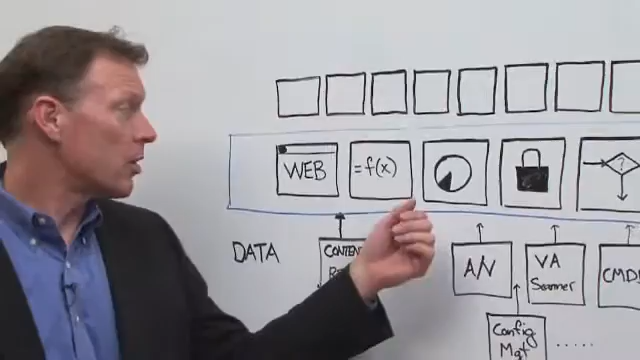 WEB
=f(x)
?
DATA
CONTENT
A/V
VA
Scanner
CMDB
Config
Mgt
.....